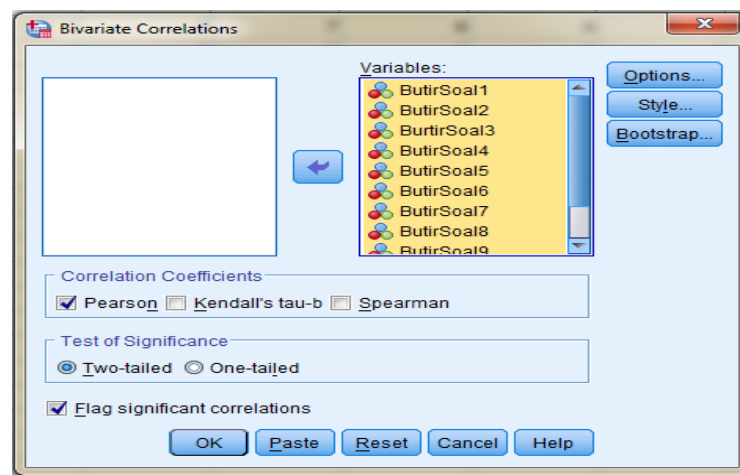 Bivariate Correlations
Variables:
ButirSoal1
ButirSoal2
BurtirSoal3
ButirSoal4
ButirSoal5
ButirSoal6
ButirSoal7
ButirSoal8
ButirSoal9
Options...
Style...
Bootstrap...
Correlation Coefficients
Pearson Kendall's tau-b Spearman
Test of Significance
Two-tailed One-tailed
Flag significant correlations
OK Paste Reset Cancel Help